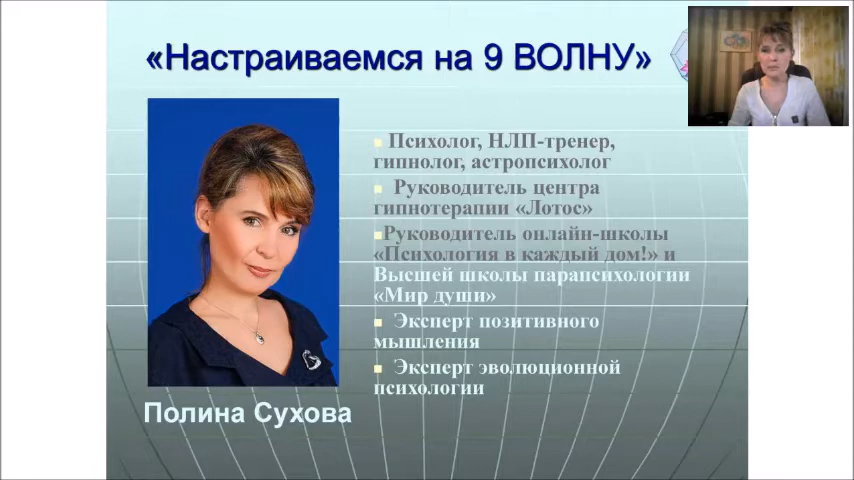 «Настраиваемся на 9 ВОЛНУ»
Психолог, НЛП-тренер,
гипнолог, астропсихолог
Руководитель центра
гипнотерапии «Лотос»
Руководитель онлайн-школы
«Психология в каждый дом!» и
Высшей школы парапсихологии
«Мир души»
Эксперт позитивного
мышления
Эксперт эволюционной
психологии
Полина Сухова